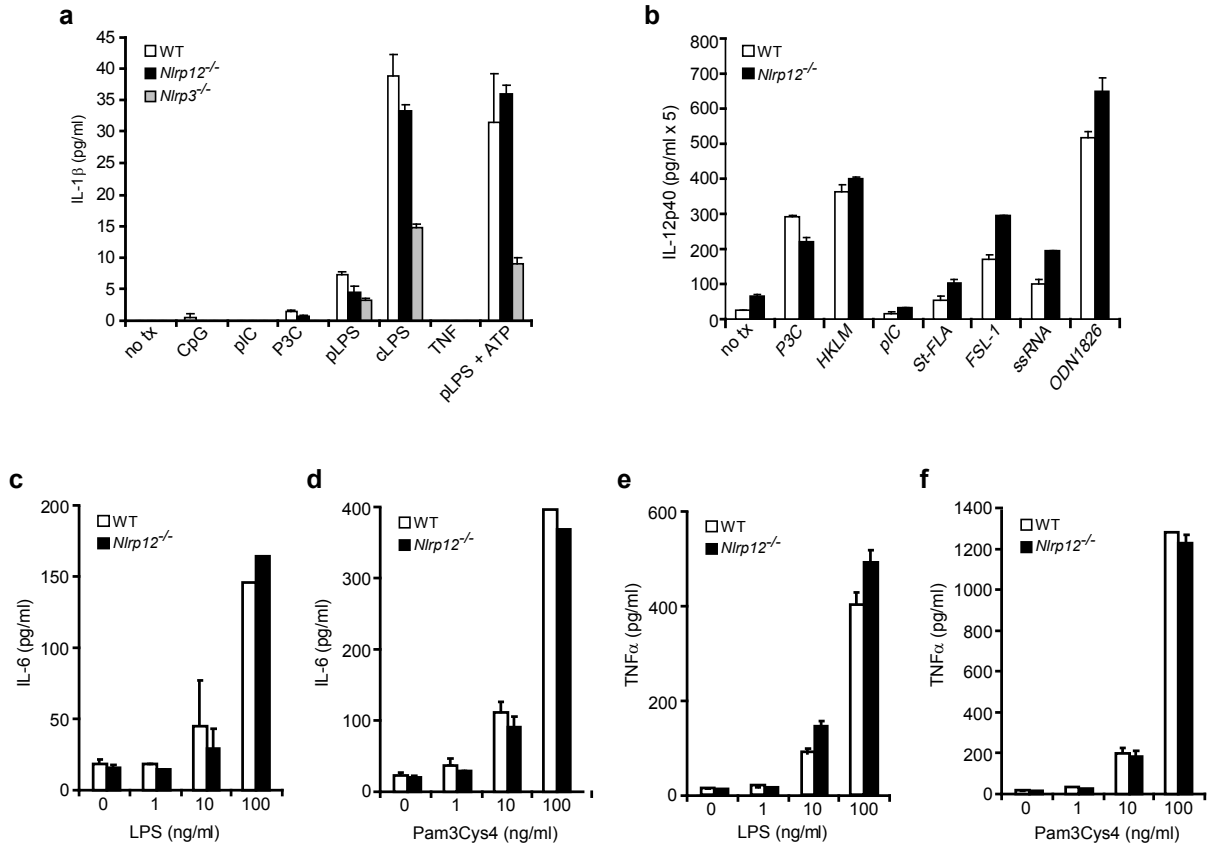 a
WT
Nlrp12-/-
Nlrp3-/-
IL-1β (pg/ml)
45
40
35
30
25
20
15
10
5
0
no tx
CpG
pIC
P3C
pLPS
cLPS
TNF
pLPS + ATP
b
WT
Nlrp12-/-
IL-12p40 (pg/ml x 5)
800
700
600
500
400
300
200
100
0
no tx
P3C
HKLM
pIC
St-FLA
FSL-1
ssRNA
ODN1826
c
WT
Nlrp12-/-
IL-6 (pg/ml)
200
150
100
50
0
0 1 10 100
LPS (ng/ml)
d
WT
Nlrp12-/-
IL-6 (pg/ml)
400
300
200
100
0
0 1 10 100
Pam3Cys4 (ng/ml)
e
WT
Nlrp12-/-
TNFα (pg/ml)
600
400
200
0
0 1 10 100
LPS (ng/ml)
f
WT
Nlrp12-/-
TNFα (pg/ml)
1400
1200
1000
800
600
400
200
0
0 1 10 100
Pam3Cys4 (ng/ml)